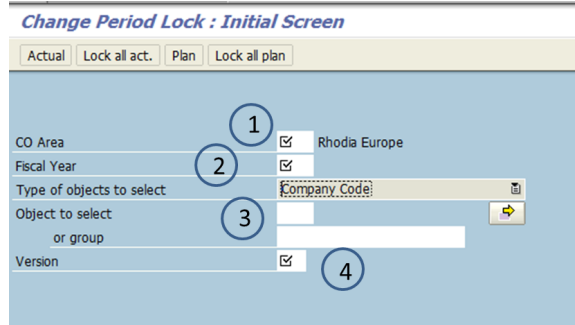 Change Period Lock : Initial Screen
Actual Lock all act. Plan Lock all plan
1
CO Area Rhodia Europe
2
Fiscal Year
Type of objects to select Company Code
Object to select 3
or group
Version 4